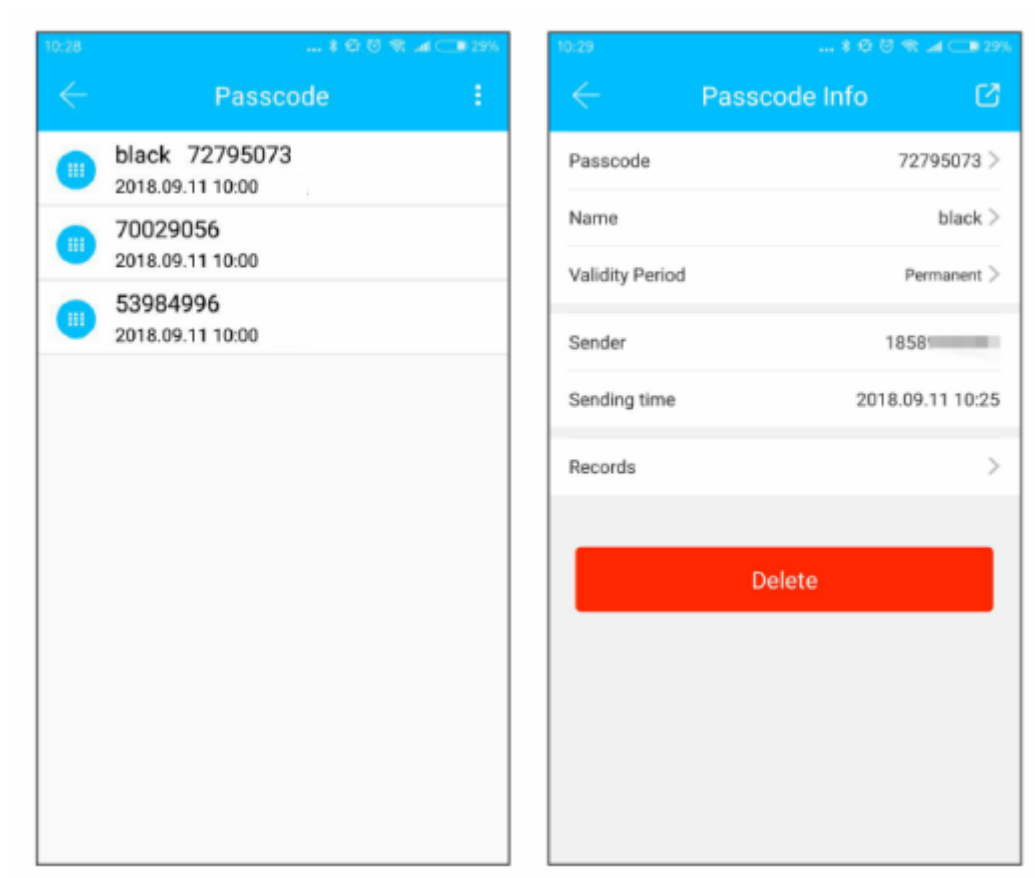 10:28 ... 29%
Passcode
black 72795073
2018.09.11 10:00
70029056
2018.09.11 10:00
53984996
2018.09.11 10:00
10:29 ... 29%
Passcode Info
Passcode 72795073
Name black
Validity Period Permanent
Sender 1858
Sending time 2018.09.11 10:25
Records
Delete